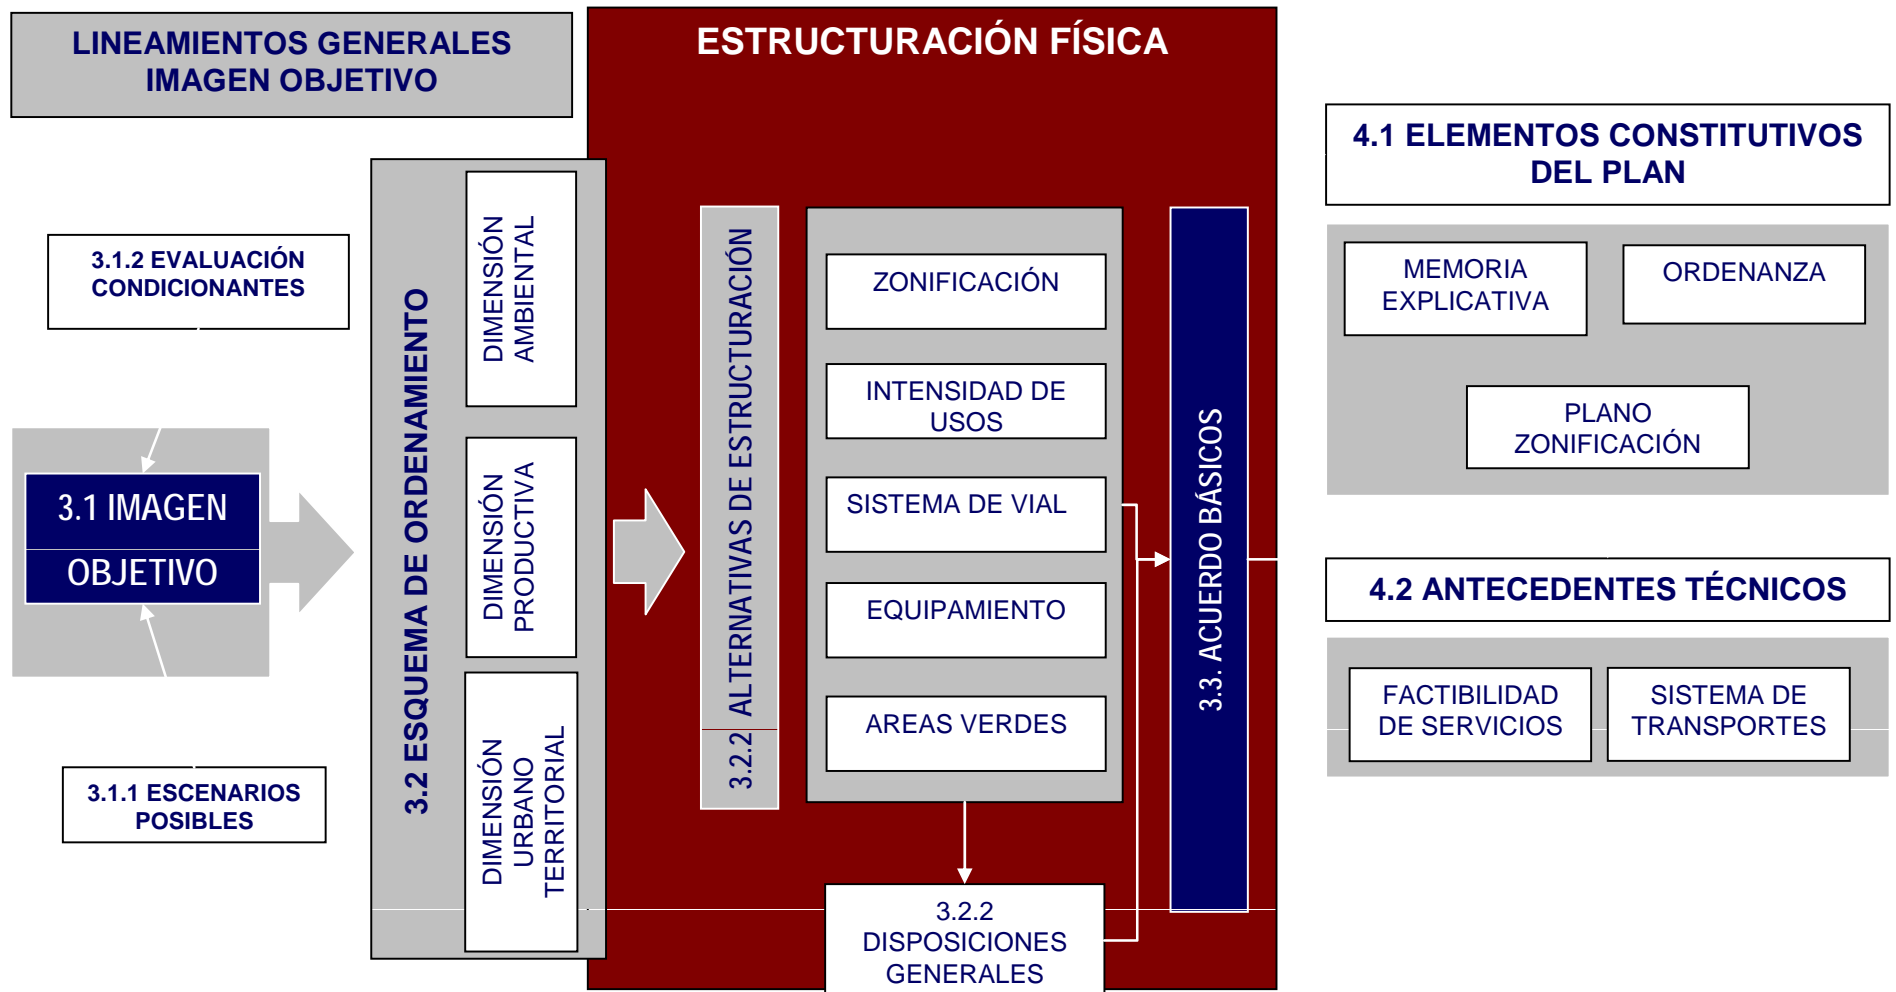 LINEAMIENTOS GENERALES
IMAGEN OBJETIVO
3.1.2 EVALUACIÓN
CONDICIONANTES
3.1 IMAGEN
OBJETIVO
3.1.1 ESCENARIOS
POSIBLES
3.2 ESQUEMA DE ORDENAMIENTO
DIMENSIÓN
AMBIENTAL
DIMENSIÓN
PRODUCTIVA
DIMENSIÓN
URBANO
TERRITORIAL
ESTRUCTURACIÓN FÍSICA
3.2.2 ALTERNATIVAS DE ESTRUCTURACIÓN
ZONIFICACIÓN
INTENSIDAD DE
USOS
SISTEMA DE VIAL
EQUIPAMIENTO
AREAS VERDES
3.2.2
DISPOSICIONES
GENERALES
3.3. ACUERDO BÁSICOS
4.1 ELEMENTOS CONSTITUTIVOS
DEL PLAN
MEMORIA
EXPLICATIVA
ORDENANZA
PLANO
ZONIFICACIÓN
4.2 ANTECEDENTES TÉCNICOS
FACTIBILIDAD
DE SERVICIOS
SISTEMA DE
TRANSPORTES